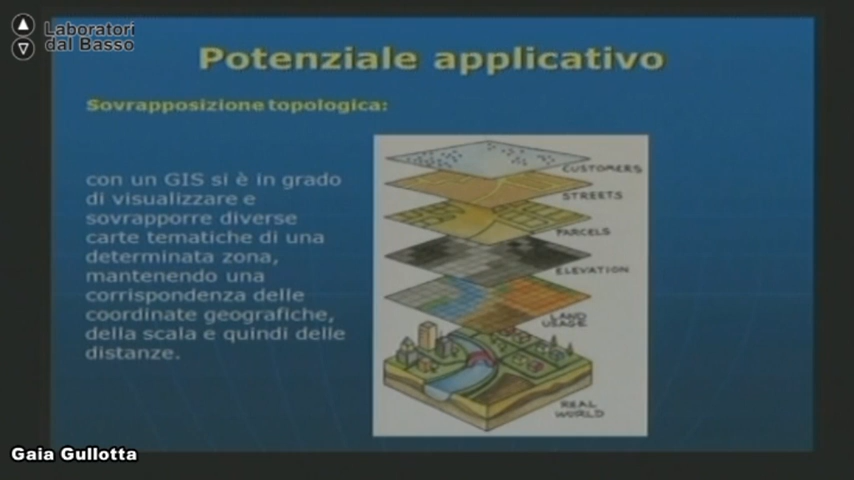 Laboratori
dal Basso
Potenziale applicativo
Sovrapposizione topologica:
con un GIS si è in grado
di visualizzare e
sovrapporre diverse
carte tematiche di una
determinata zona,
mantenendo una
corrispondenza delle
coordinate geografiche,
della scala e quindi delle
distanze.
CUSTOMERS
STREETS
PARCELS
ELEVATION
LAND
USAGE
REAL
WORLD
Gaia Gullotta